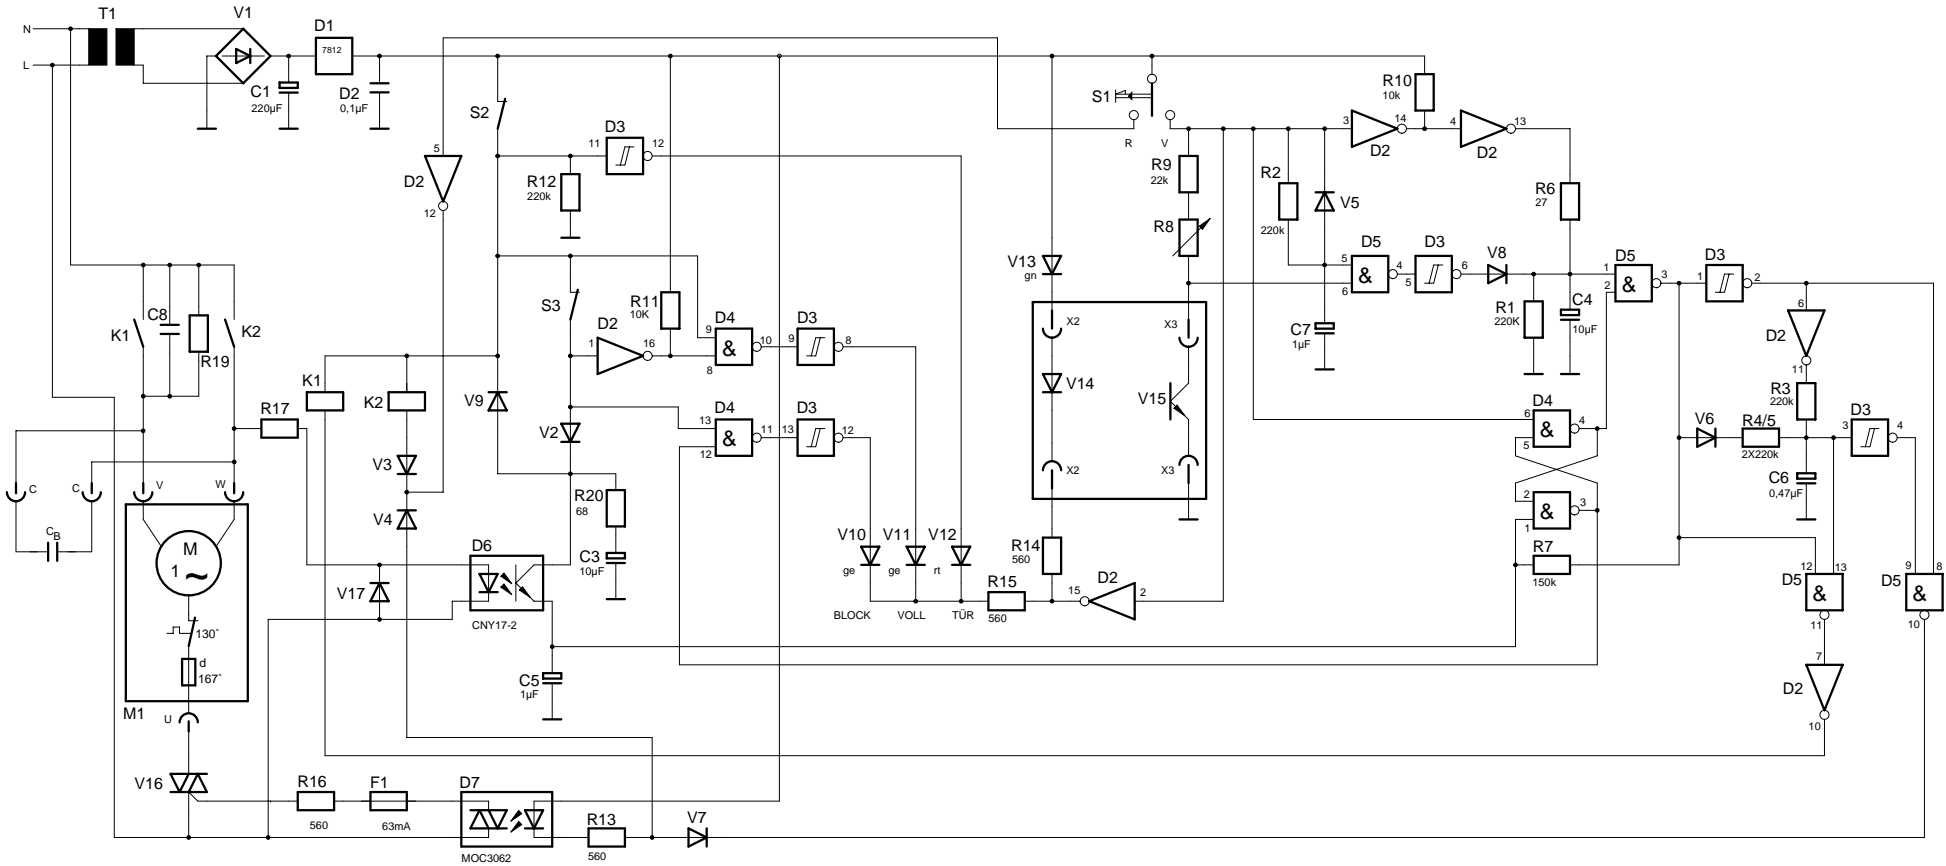 T1
V1
D1
7812
N
L
C1
220µF
D2
0,1µF
S2
5
D2
12
D3
11
12
R12
220k
S1
R
V
R10
10k
3
14
D2
4
13
D2
R9
22k
R2
220k
V5
R6
27
R8
V13
gn
D5
5
6
4
D3
5
6
V8
D5
1
2
3
D3
1
2
K1
C8
R19
K2
S3
R11
10K
D2
1
16
D4
9
8
10
D3
9
8
X2
X3
C7
1µF
R1
220K
C4
10µF
6
D2
11
K1
K2
V9
V14
V15
R3
220k
R17
V2
D4
13
12
11
D3
13
12
D4
6
5
4
V6
R4/5
2X220k
D3
3
4
V3
X2
X3
C6
0,47µF
C
C
V
W
R20
68
V4
&
2
1
3
CB
M
1
~
D6
C3
10µF
V10
ge
V11
ge
V12
rt
R14
560
R7
150k
V17
CNY17-2
BLOCK
VOLL
TÜR
R15
560
15
D2
2
12
13
D5
&
11
9
8
D5
&
10
130°
d
167°
C5
1µF
7
D2
10
M1
U
V16
R16
560
F1
63mA
D7
MOC3062
R13
560
V7
&
&
&
&
&